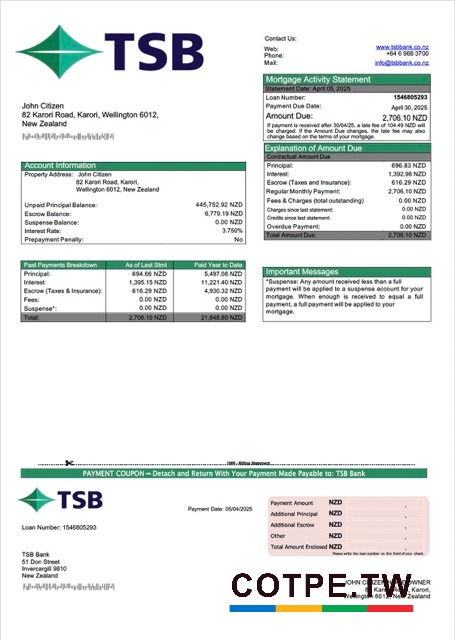 TSB
Contact Us:
Web: www.tsbbank.co.nz
Phone: +64 6 968 3700
Mail: info@tsbbank.co.nz
Mortgage Activity Statement
Statement Date: April 05, 2025
Loan Number: 1546805293
Payment Due Date: April 30, 2025
Amount Due: 2,706.10 NZD
If payment is received after 30/04/25, a late fee of 104.49 NZD will
be charged. If the Amount Due changes, the late fee may also
change based on the terms of your mortgage.
John Citizen
82 Karori Road, Karori, Wellington 6012,
New Zealand
Explanation of Amount Due
Contractual Amount Due
Principal: 696.83 NZD
Interest: 1,392.98 NZD
Escrow (Taxes and Insurance): 616.29 NZD
Regular Monthly Payment: 2,706.10 NZD
Fees & Charges (total outstanding) 0.00 NZD
Charges since last statement: 0.00 NZD
Credits since last statement: 0.00 NZD
Overdue Payment: 0.00 NZD
Total Amount Due: 2,706.10 NZD
Account Information
Property Address: John Citizen
82 Karori Road, Karori,
Wellington 6012, New Zealand
Unpaid Principal Balance: 445,752.92 NZD
Escrow Balance: 6,779.19 NZD
Suspense Balance: 0.00 NZD
Interest Rate: 3.750%
Prepayment Penalty: No
Past Payments Breakdown As of Last Stmt Paid Year to Date
Principal: 694.66 NZD 5,497.08 NZD
Interest: 1,395.15 NZD 11,221.40 NZD
Escrow (Taxes & Insurance): 616.29 NZD 4,930.32 NZD
Fees: 0.00 NZD 0.00 NZD
Suspense*: 0.00 NZD 0.00 NZD
Total: 2,706.10 NZD 21,648.80 NZD
Important Messages
*Suspense: Any amount received less than a full
payment will be applied to a suspense account for your
mortgage. When enough is received to equal a full
payment, a full payment will be applied to your
mortgage.
PAYMENT COUPON – Detach and Return With Your Payment Made Payable to: TSB Bank
TSB
Payment Date: 05/04/2025
Loan Number: 1546805293
Payment Amount NZD -
Additional Principal NZD -
Additional Escrow NZD -
Other NZD -
Total Amount Enclosed NZD -
Please write the loan number on the front of your check
TSB Bank
51 Don Street
Invercargill 9810
New Zealand
COTPE.TW